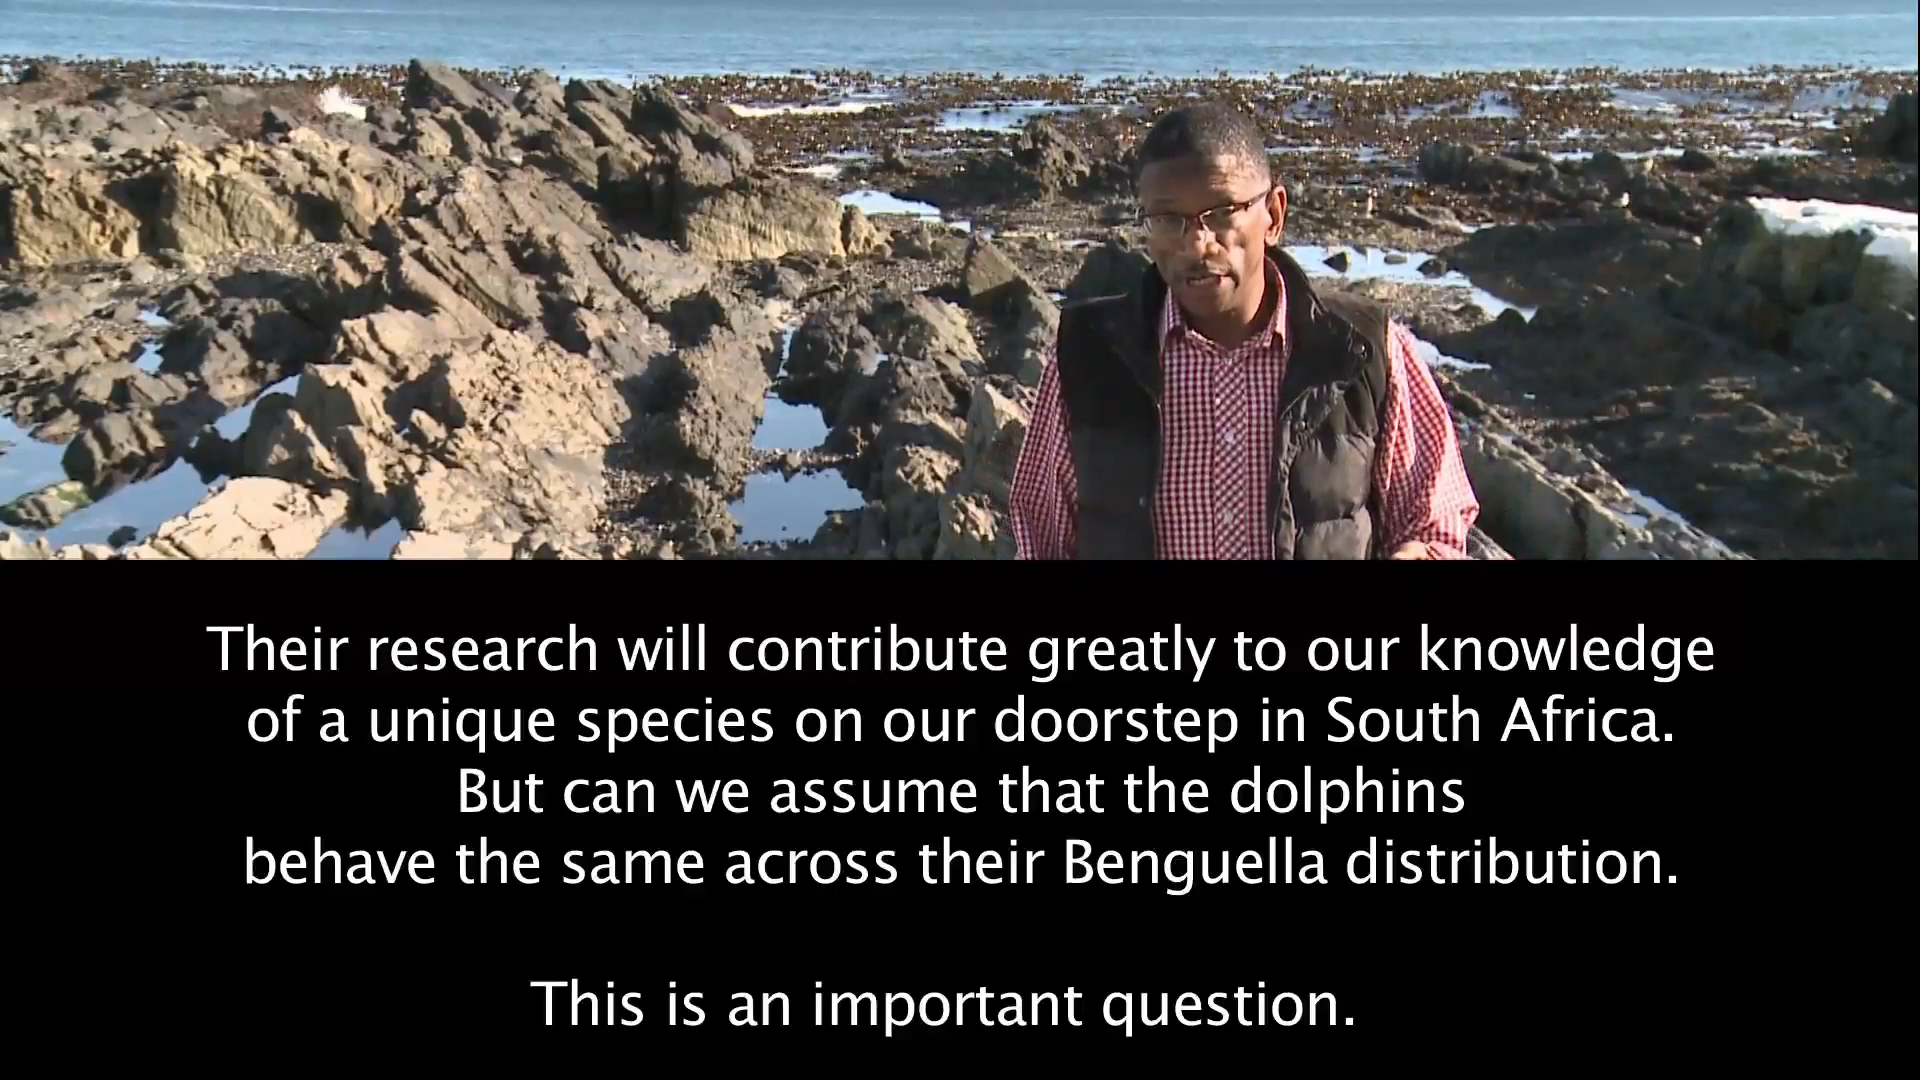 Their research will contribute greatly to our knowledge
of a unique species on our doorstep in South Africa.
But can we assume that the dolphins
behave the same across their Benguella distribution.
This is an important question.